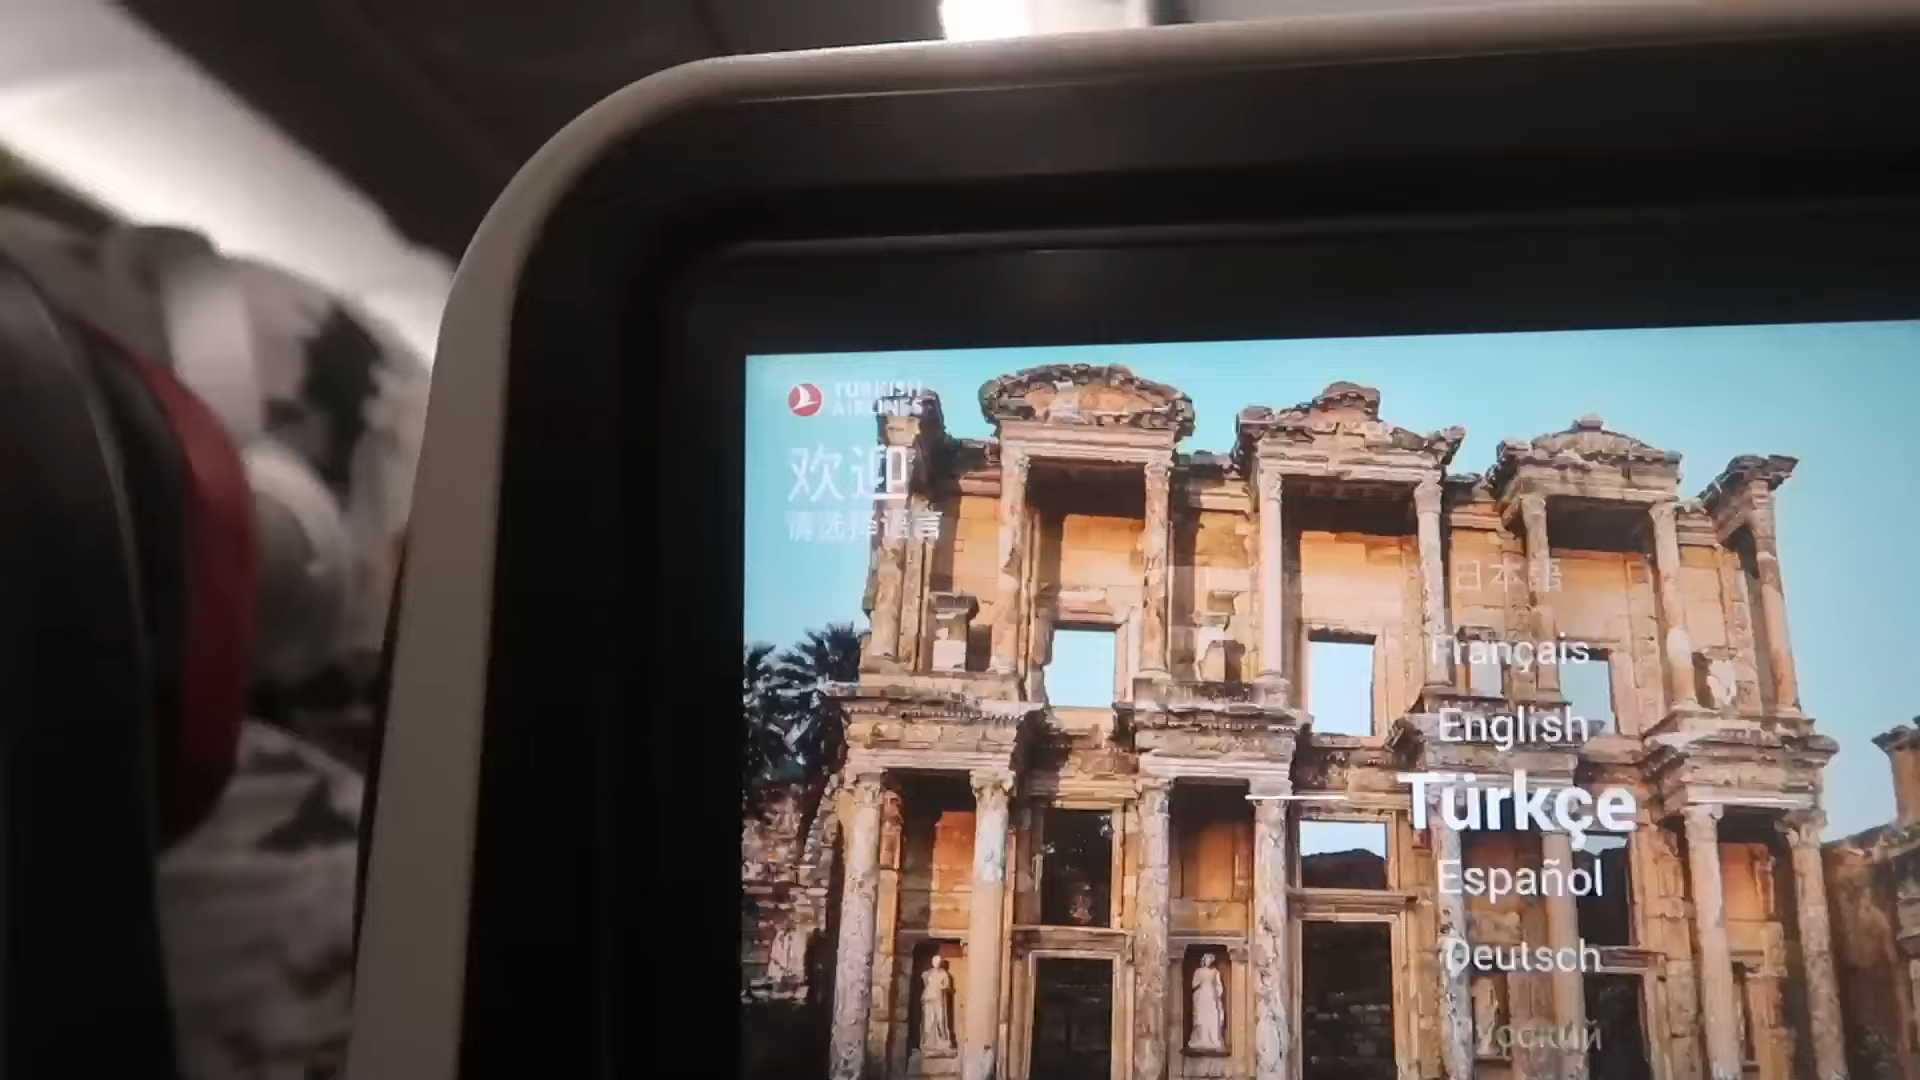 TURKISH
AIRLINES
欢迎
请选择语言
日本語
Français
English
Türkçe
Español
Deutsch
Русский